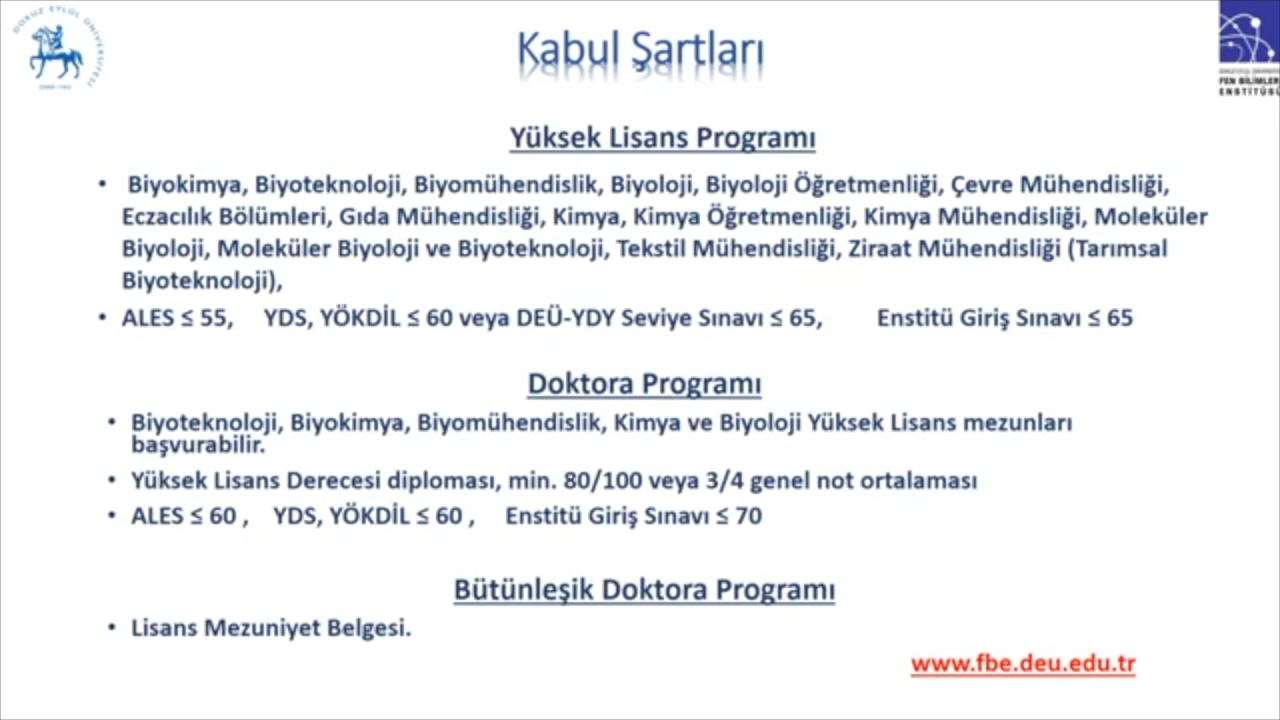 DOKUZ EYLÜL ÜNİVERSİTESİ
Kabul Şartları
FEN BİLİMLERİ
ENSTİTÜSÜ
Yüksek Lisans Programı
• Biyokimya, Biyoteknoloji, Biyomühendislik, Biyoloji, Biyoloji Öğretmenliği, Çevre Mühendisliği,
Eczacılık Bölümleri, Gıda Mühendisliği, Kimya, Kimya Öğretmenliği, Kimya Mühendisliği, Moleküler
Biyoloji, Moleküler Biyoloji ve Biyoteknoloji, Tekstil Mühendisliği, Ziraat Mühendisliği (Tarımsal
Biyoteknoloji),
• ALES ≤ 55, YDS, YÖKDİL ≤ 60 veya DEÜ-YDY Seviye Sınavı ≤ 65, Enstitü Giriş Sınavı ≤ 65
Doktora Programı
• Biyoteknoloji, Biyokimya, Biyomühendislik, Kimya ve Biyoloji Yüksek Lisans mezunları
başvurabilir.
• Yüksek Lisans Derecesi diploması, min. 80/100 veya 3/4 genel not ortalaması
• ALES ≤ 60 , YDS, YÖKDİL ≤ 60 , Enstitü Giriş Sınavı ≤ 70
Bütünleşik Doktora Programı
• Lisans Mezuniyet Belgesi.
www.fbe.deu.edu.tr